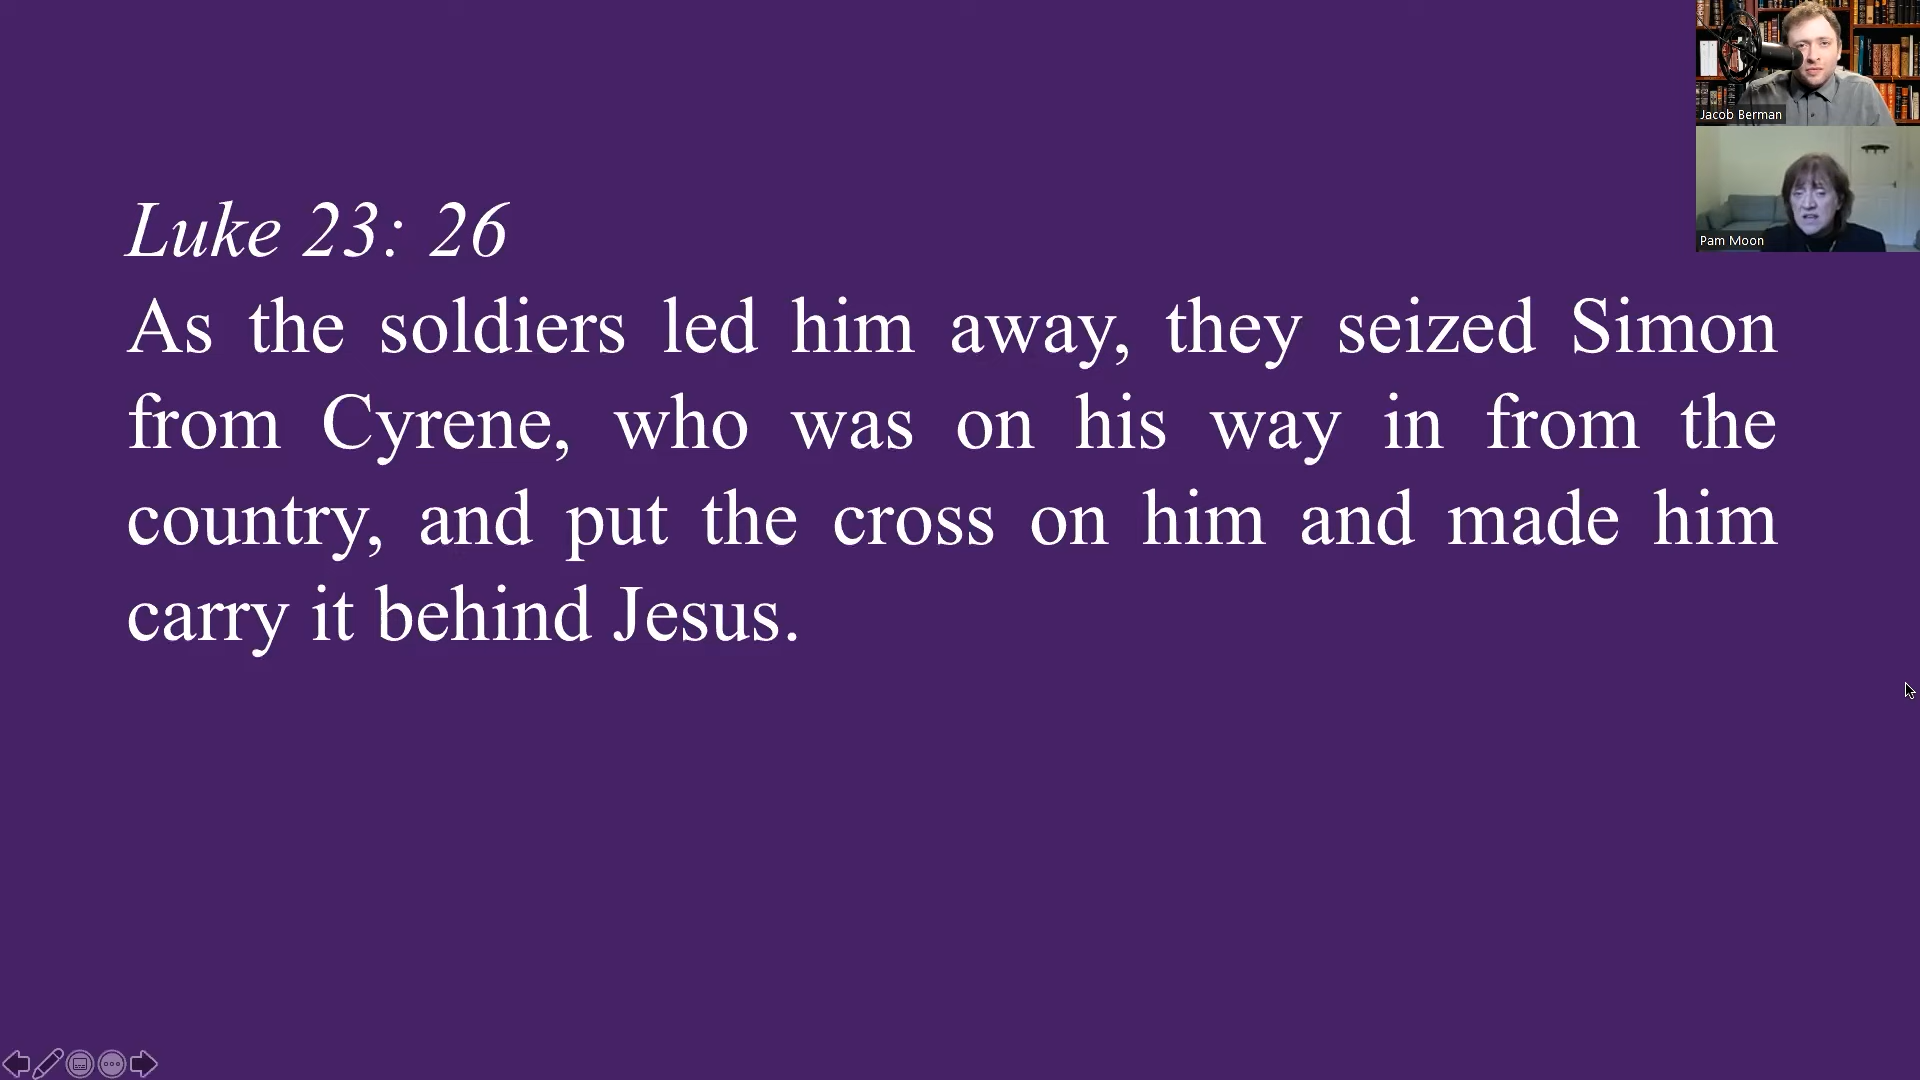 Jacob Berman
Pam Moon
Luke 23: 26
As the soldiers led him away, they seized Simon
from Cyrene, who was on his way in from the
country, and put the cross on him and made him
carry it behind Jesus.